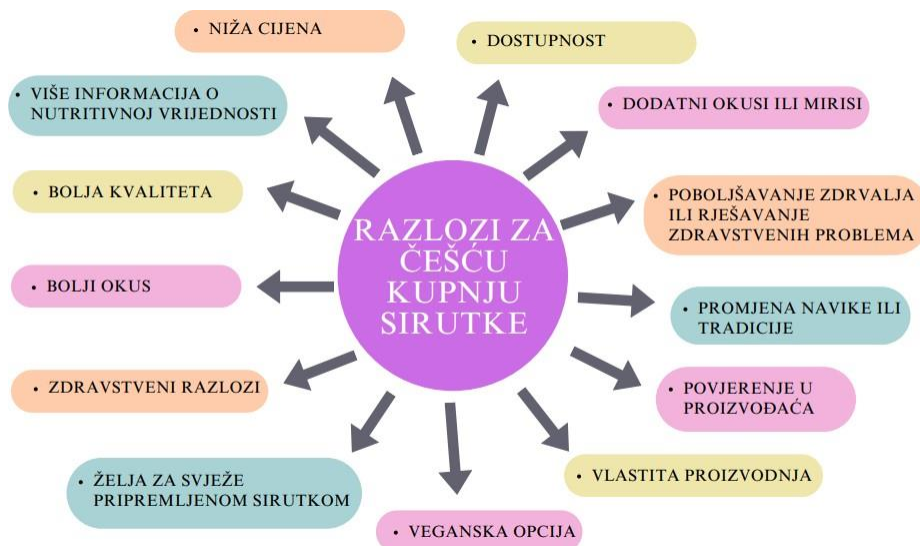 • NIŽA CIJENA
• DOSTUPNOST
• VIŠE INFORMACIJA O
NUTRITIVNOJ VRIJEDNOSTI
• DODATNI OKUSI ILI MIRISI
• BOLJA KVALITETA
• POBOLJŠAVANJE ZDRVALJA
ILI RJEŠAVANJE
ZDRAVSTVENIH PROBLEMA
RAZLOZI ZA
ČEŠĆU
KUPNJU
SIRUTKE
• BOLJI OKUS
• PROMJENA NAVIKE ILI
TRADICIJE
• ZDRAVSTVENI RAZLOZI
• POVJERENJE U
PROIZVOĐAĆA
• ŽELJA ZA SVJEŽE
PRIPREMLJENOM SIRUTKOM
• VLASTITA PROIZVODNJA
• VEGANSKA OPCIJA